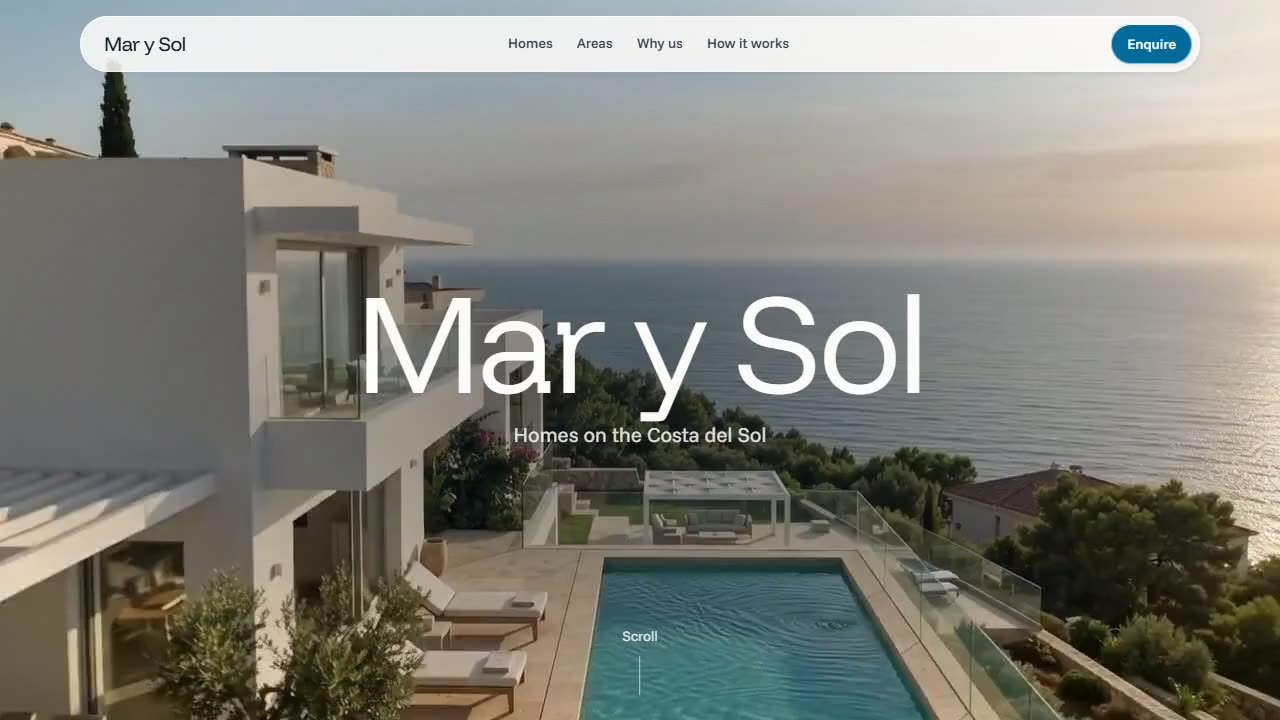 Mar y Sol
Homes
Areas
Why us
How it works
Enquire
Mar y Sol
Homes on the Costa del Sol
Scroll